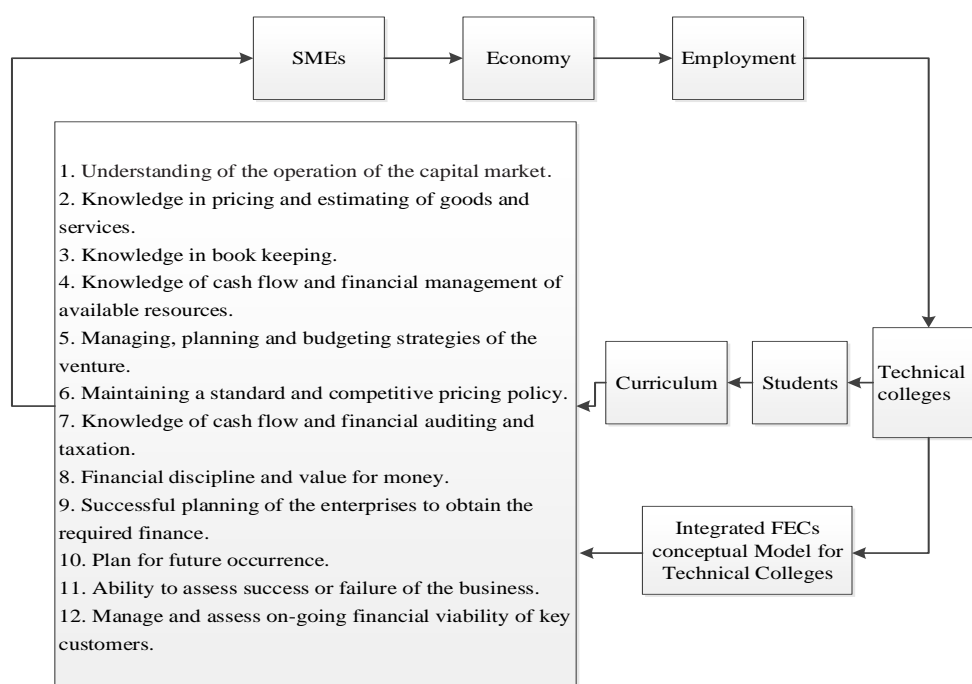 SMEs
Economy
Employment
1. Understanding of the operation of the capital market.
2. Knowledge in pricing and estimating of goods and
services.
3. Knowledge in book keeping.
4. Knowledge of cash flow and financial management of
available resources.
5. Managing, planning and budgeting strategies of the
venture.
6. Maintaining a standard and competitive pricing policy.
7. Knowledge of cash flow and financial auditing and
taxation.
8. Financial discipline and value for money.
9. Successful planning of the enterprises to obtain the
required finance.
10. Plan for future occurrence.
11. Ability to assess success or failure of the business.
12. Manage and assess on-going financial viability of key
customers.
Curriculum
Students
Technical
colleges
Integrated FECs
conceptual Model for
Technical Colleges